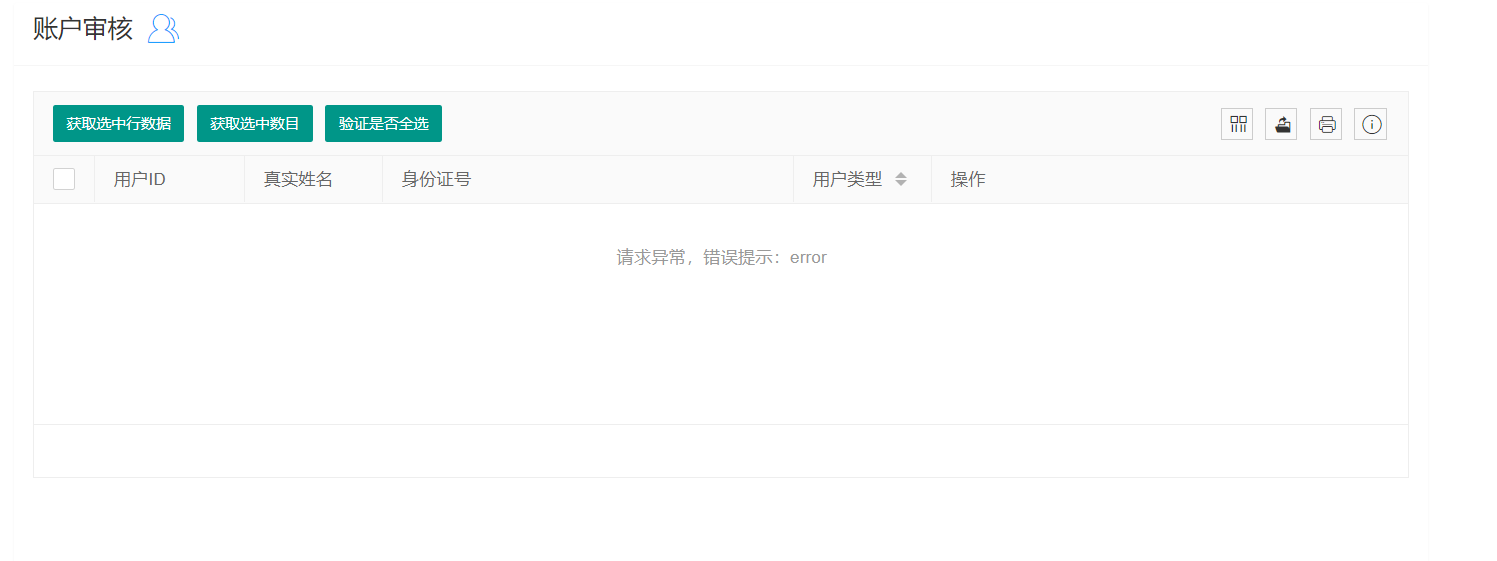 账户审核
获取选中行数据 获取选中数目 验证是否全选
用户ID 真实姓名 身份证号 用户类型 操作
请求异常，错误提示：error